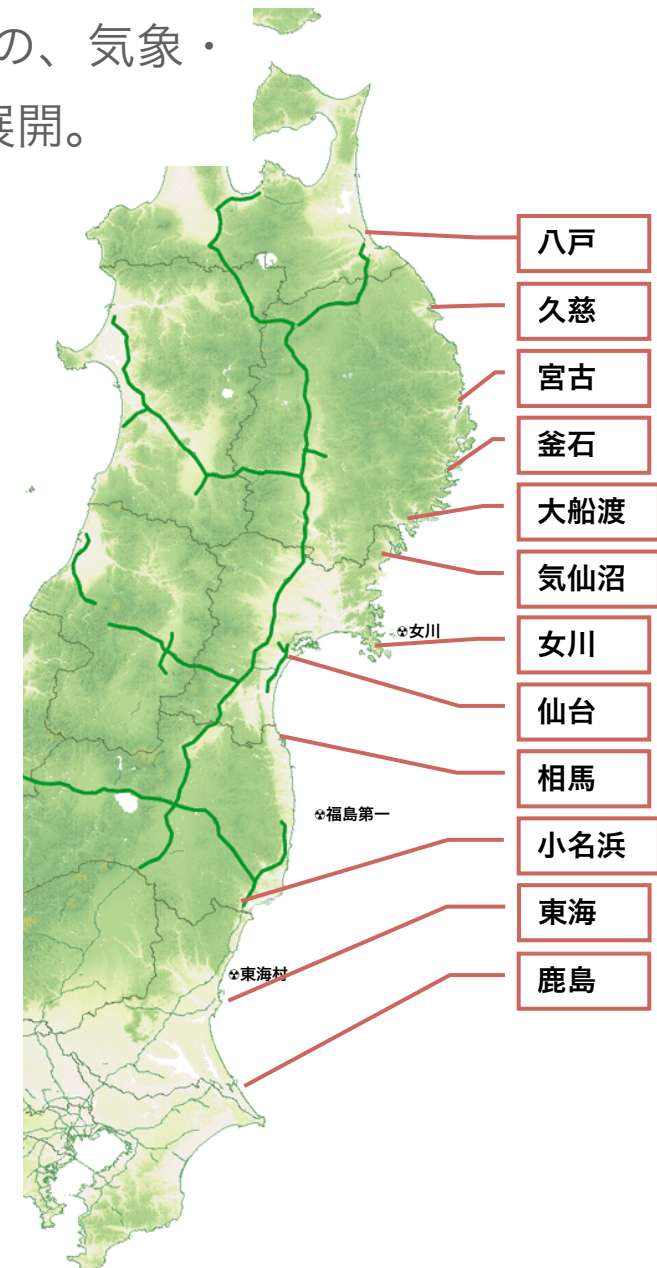 の、気象・
展開。
八戸
久慈
宮古
釜石
大船渡
気仙沼
☢女川
女川
仙台
相馬
☢福島第一
小名浜
東海
☢東海村
鹿島